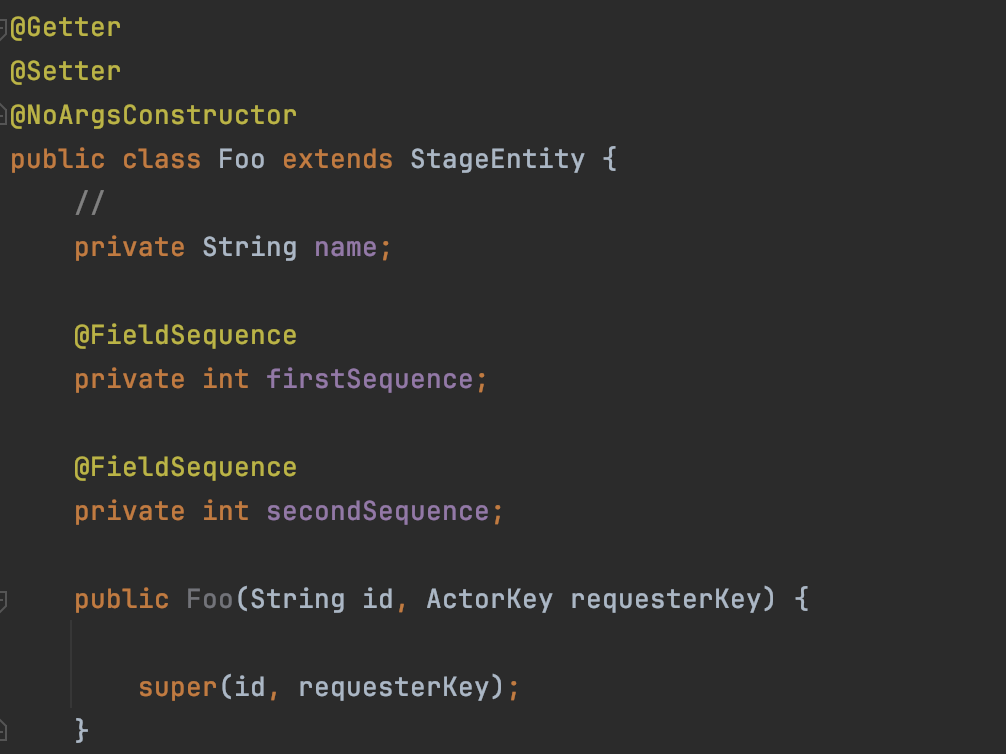 @Getter
@Setter
@NoArgsConstructor
public class Foo extends StageEntity {
//
private String name;
@FieldSequence
private int firstSequence;
@FieldSequence
private int secondSequence;
public Foo(String id, ActorKey requesterKey) {
super(id, requesterKey);
}